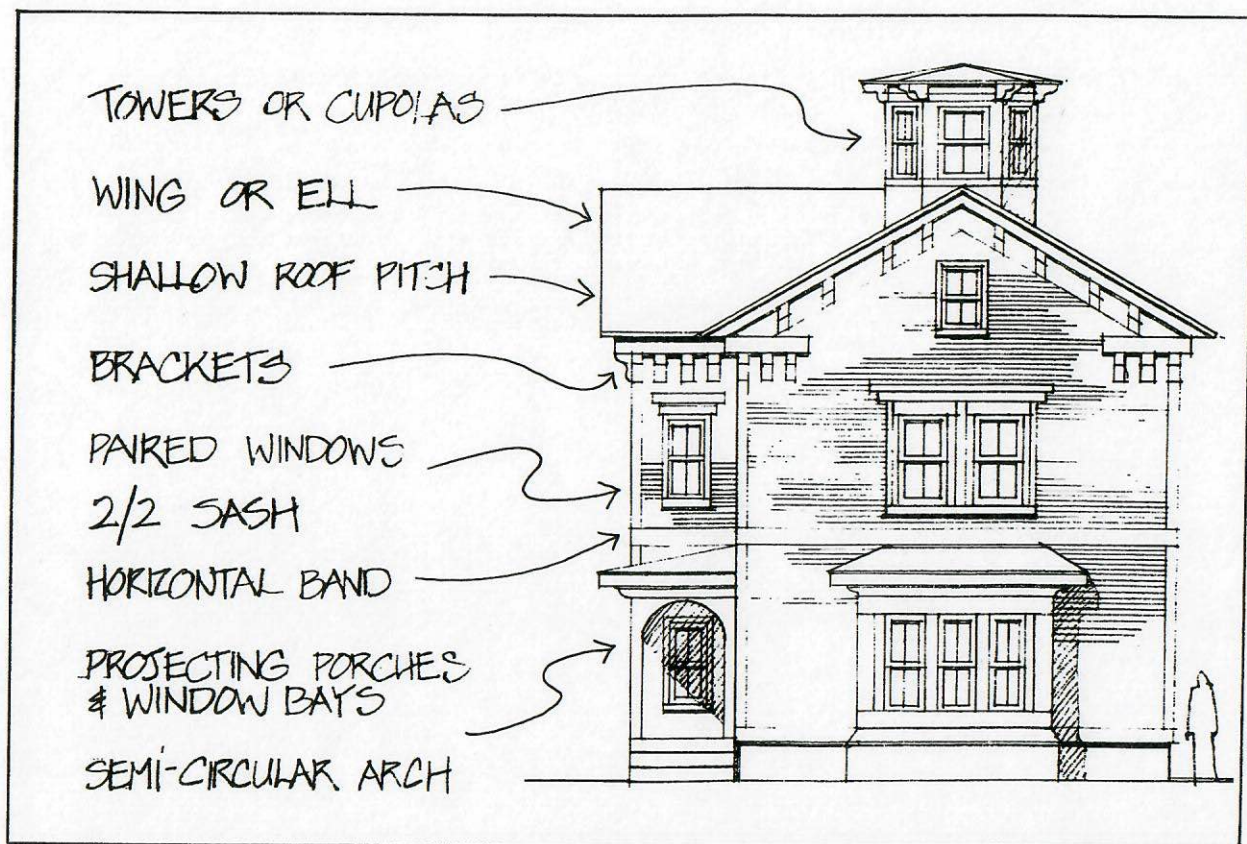 TOWERS OR CUPOLAS
WING OR ELL
SHALLOW ROOF PITCH
BRACKETS
PAIRED WINDOWS
2/2 SASH
HORIZONTAL BAND
PROJECTING PORCHES
& WINDOW BAYS
SEMI-CIRCULAR ARCH